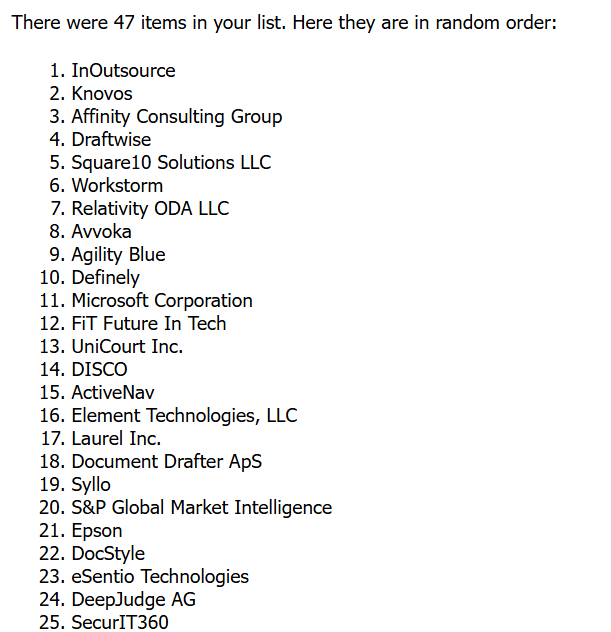 There were 47 items in your list. Here they are in random order:
1. InOutsource
2. Knovos
3. Affinity Consulting Group
4. Draftwise
5. Square10 Solutions LLC
6. Workstorm
7. Relativity ODA LLC
8. Avvoka
9. Agility Blue
10. Definely
11. Microsoft Corporation
12. FiT Future In Tech
13. UniCourt Inc.
14. DISCO
15. ActiveNav
16. Element Technologies, LLC
17. Laurel Inc.
18. Document Drafter ApS
19. Syllo
20. S&P Global Market Intelligence
21. Epson
22. DocStyle
23. eSentio Technologies
24. DeepJudge AG
25. SecurIT360